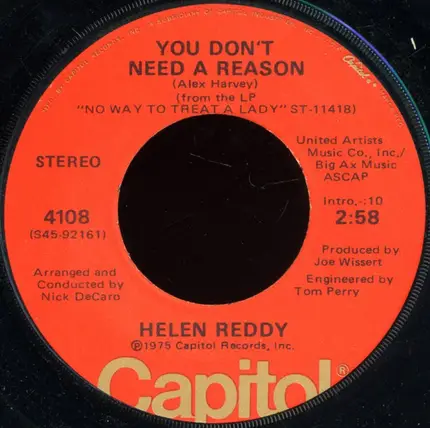 YOU DON'T
NEED A REASON
(Alex Harvey)
(from the LP
"NO WAY TO TREAT A LADY" ST-11418)
STEREO
United Artists
Music Co., Inc./
Big Ax Music
ASCAP
4108
(S45-92161)
Intro.-:10
2:58
Produced by
Joe Wissert
Arranged and
Conducted by
Nick DeCaro
Engineered by
Tom Perry
HELEN REDDY
℗1975 Capitol Records, Inc.
Capitol®